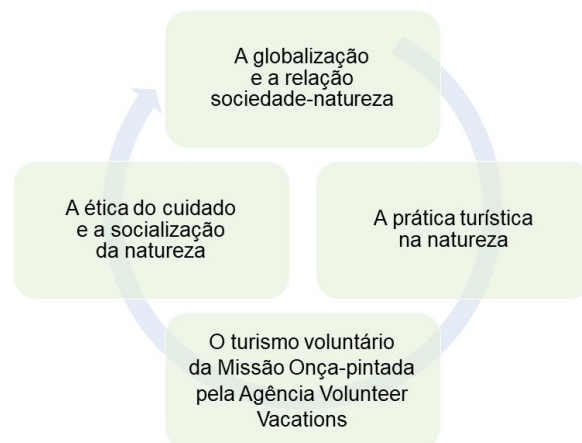 A globalização
e a relação
sociedade-natureza
A ética do cuidado
e a socialização
da natureza
A prática turística
na natureza
O turismo voluntário
da Missão Onça-pintada
pela Agência Volunteer
Vacations